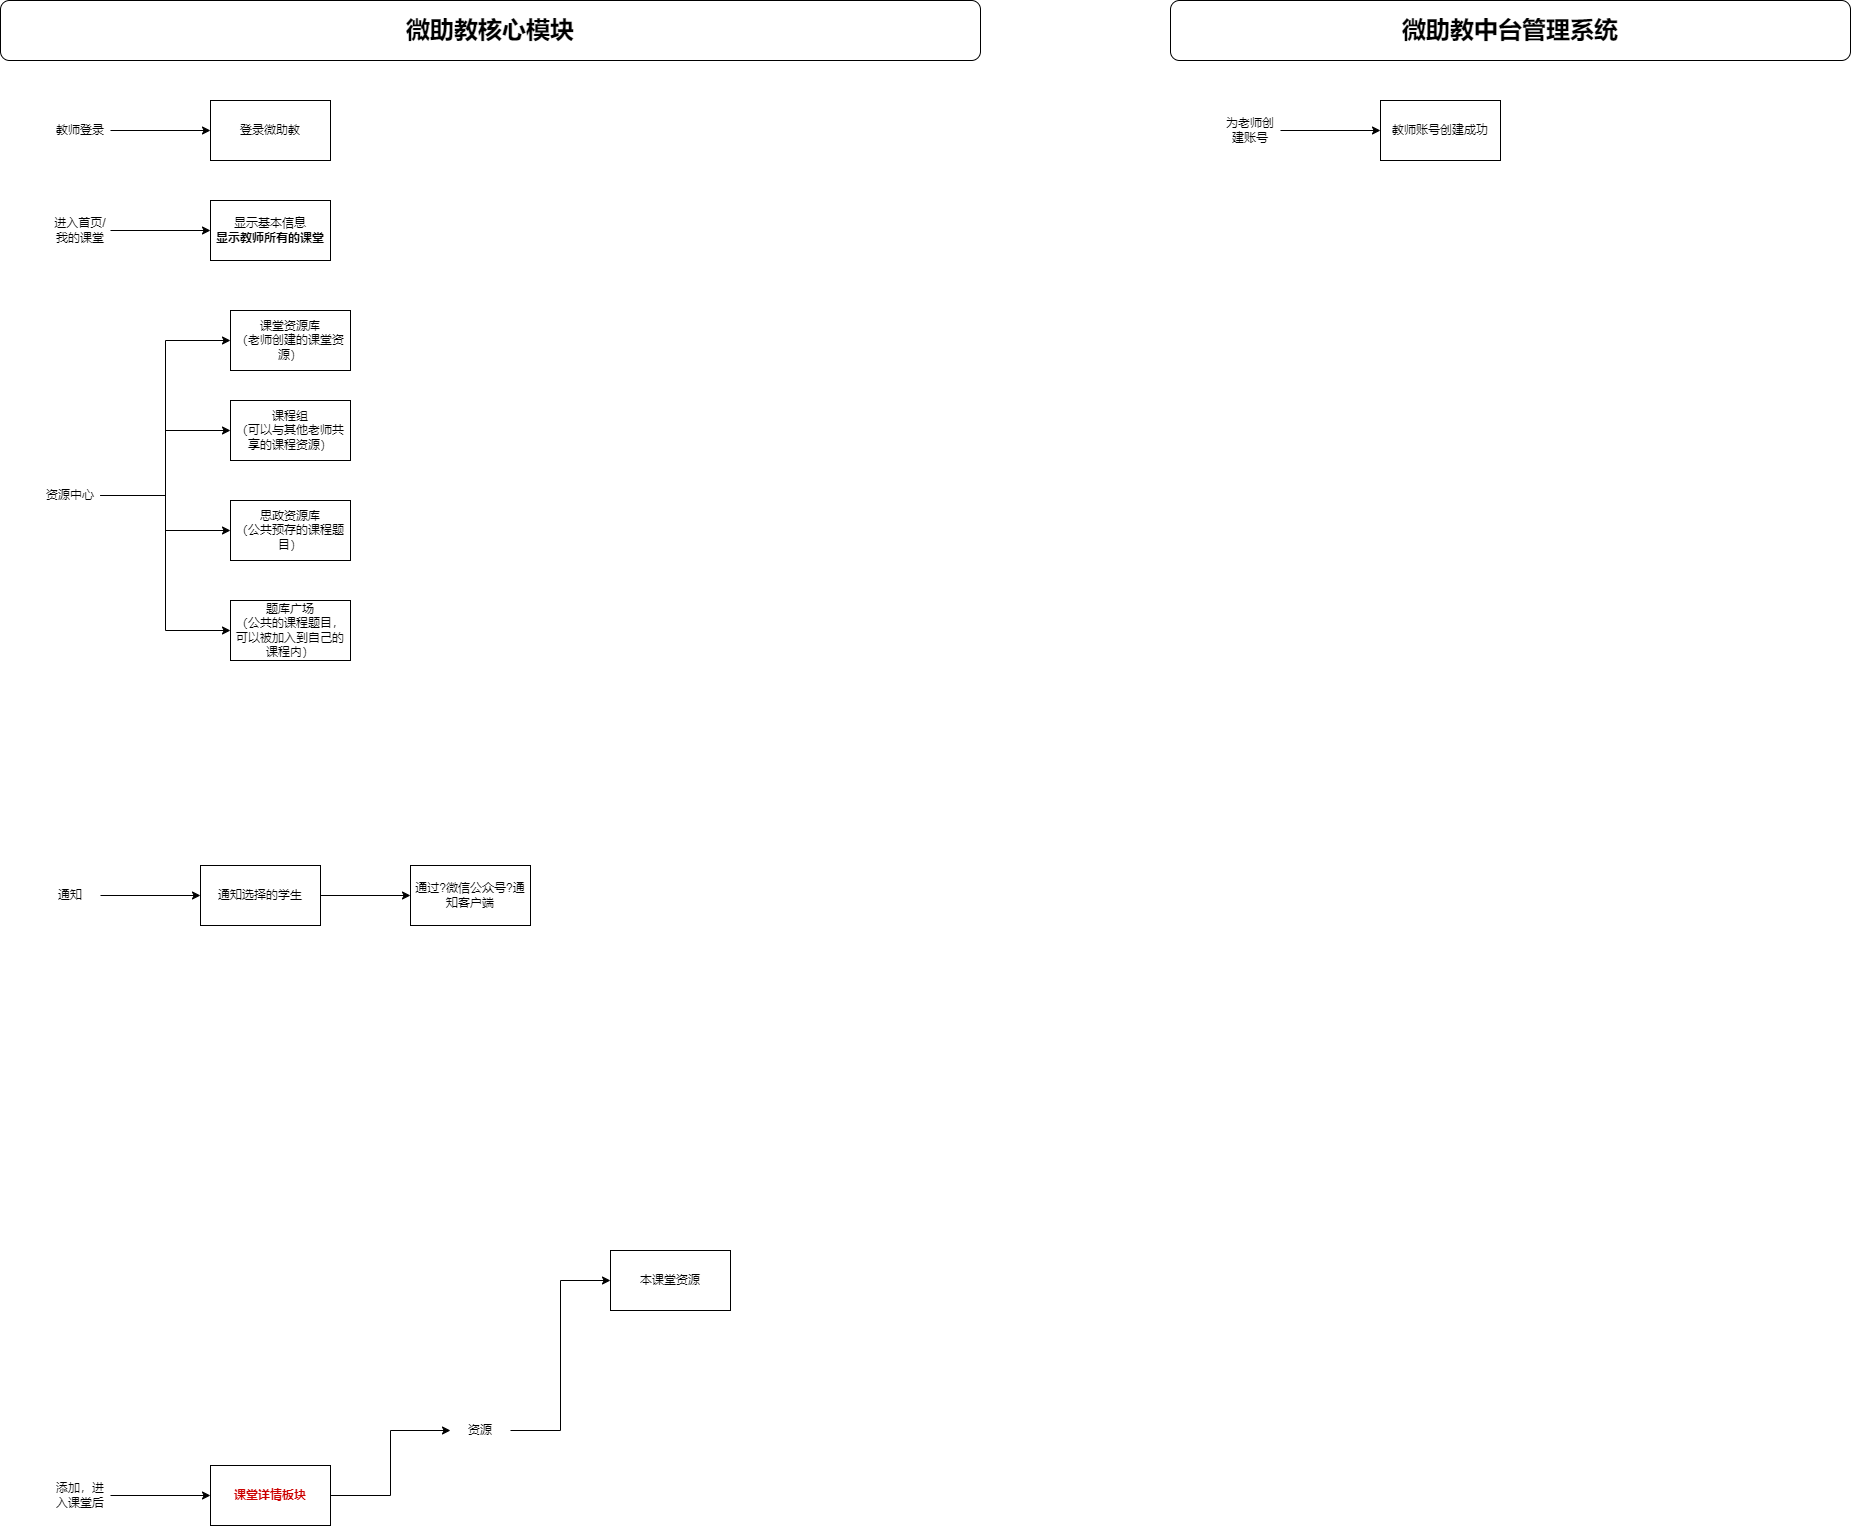 微助教核心模块
微助教中台管理系统
教师登录
登录微助教
为老师创
建账号
教师账号创建成功
进入首页/
我的课堂
显示基本信息
显示教师所有的课堂
课堂资源库
（老师创建的课堂资
源）
课程组
（可以与其他老师共
享的课程资源）
资源中心
思政资源库
（公共预存的课程题
目）
题库广场
（公共的课程题目，
可以被加入到自己的
课程内）
通知
通知选择的学生
通过?微信公众号?通
知客户端
本课堂资源
资源
添加，进
入课堂后
课堂详情板块